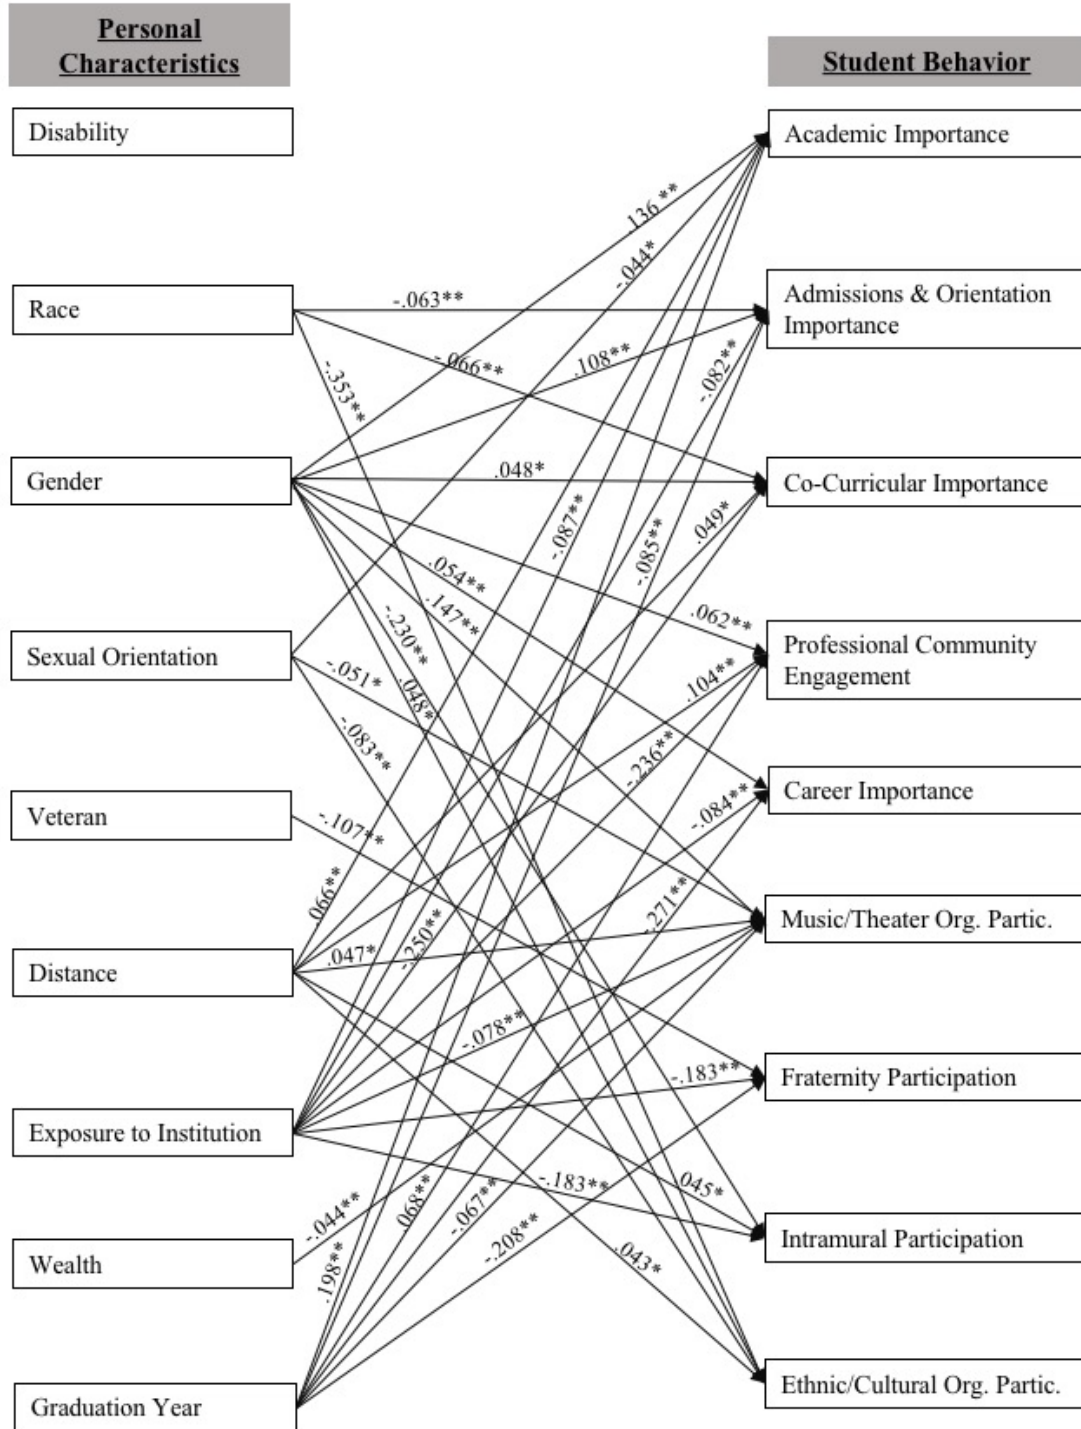 Personal
Characteristics
Student Behavior
Disability
Academic Importance
.136**
-.044*
Race
-.063**
Admissions & Orientation
Importance
-.066**
.108**
-.082**
-.353**
Gender
.048*
Co-Curricular Importance
-.087**
-.085**
.049*
.054**
.147**
.062**
-.230**
.048*
Sexual Orientation
-.051*
Professional Community
Engagement
.104**
-.083**
-.236**
Veteran
-.107**
-.084**
Career Importance
.066**
-.250**
-.271**
Music/Theater Org. Partic.
Distance
.047*
-.078**
-.183**
Fraternity Participation
Exposure to Institution
-.183**
.045*
Intramural Participation
-.044**
.068**
-.067**
-.208**
.043*
Wealth
.198**
Graduation Year
Ethnic/Cultural Org. Partic.